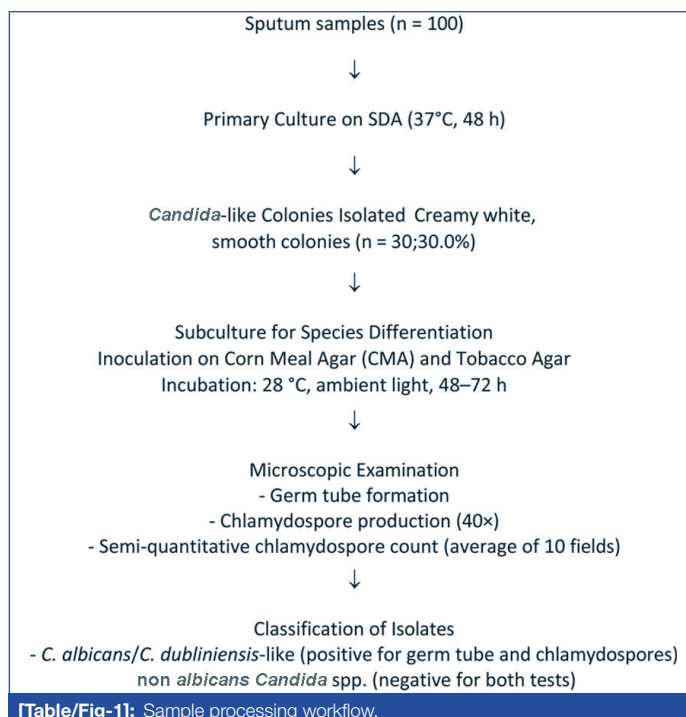 Sputum samples (n = 100)
↓
Primary Culture on SDA (37°C, 48 h)
↓
Candida-like Colonies Isolated Creamy white,
smooth colonies (n = 30;30.0%)
↓
Subculture for Species Differentiation
Inoculation on Corn Meal Agar (CMA) and Tobacco Agar
Incubation: 28 °C, ambient light, 48–72 h
↓
Microscopic Examination
- Germ tube formation
- Chlamydospore production (40×)
- Semi-quantitative chlamydospore count (average of 10 fields)
↓
Classification of Isolates
- C. albicans/C. dubliniensis-like (positive for germ tube and chlamydospores)
non albicans Candida spp. (negative for both tests)
[Table/Fig-1]: Sample processing workflow.